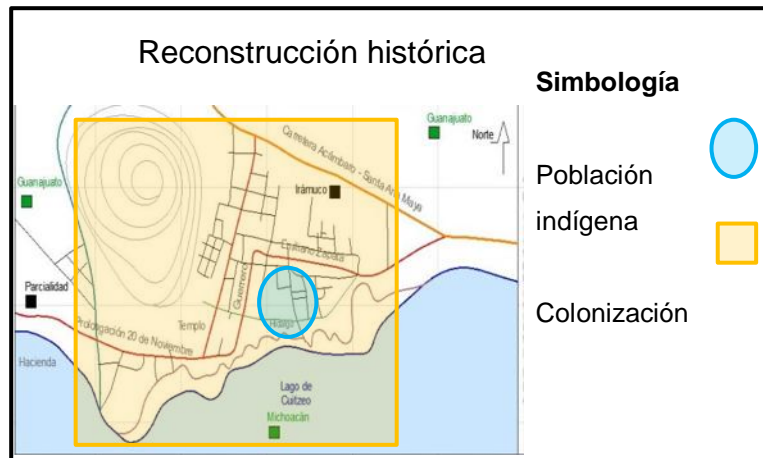 Reconstrucción histórica
Simbología
Población
indígena
Colonización
Guanajuato
Norte
Carretera Acámbaro - Santa Ana Maya
Guanajuato
Irámuco
Emiliano Zapata
Parcialidad
Guerrero
Hidalgo
Templo
Prolongación 20 de Noviembre
Hacienda
Lago de
Cuitzeo
Michoacán